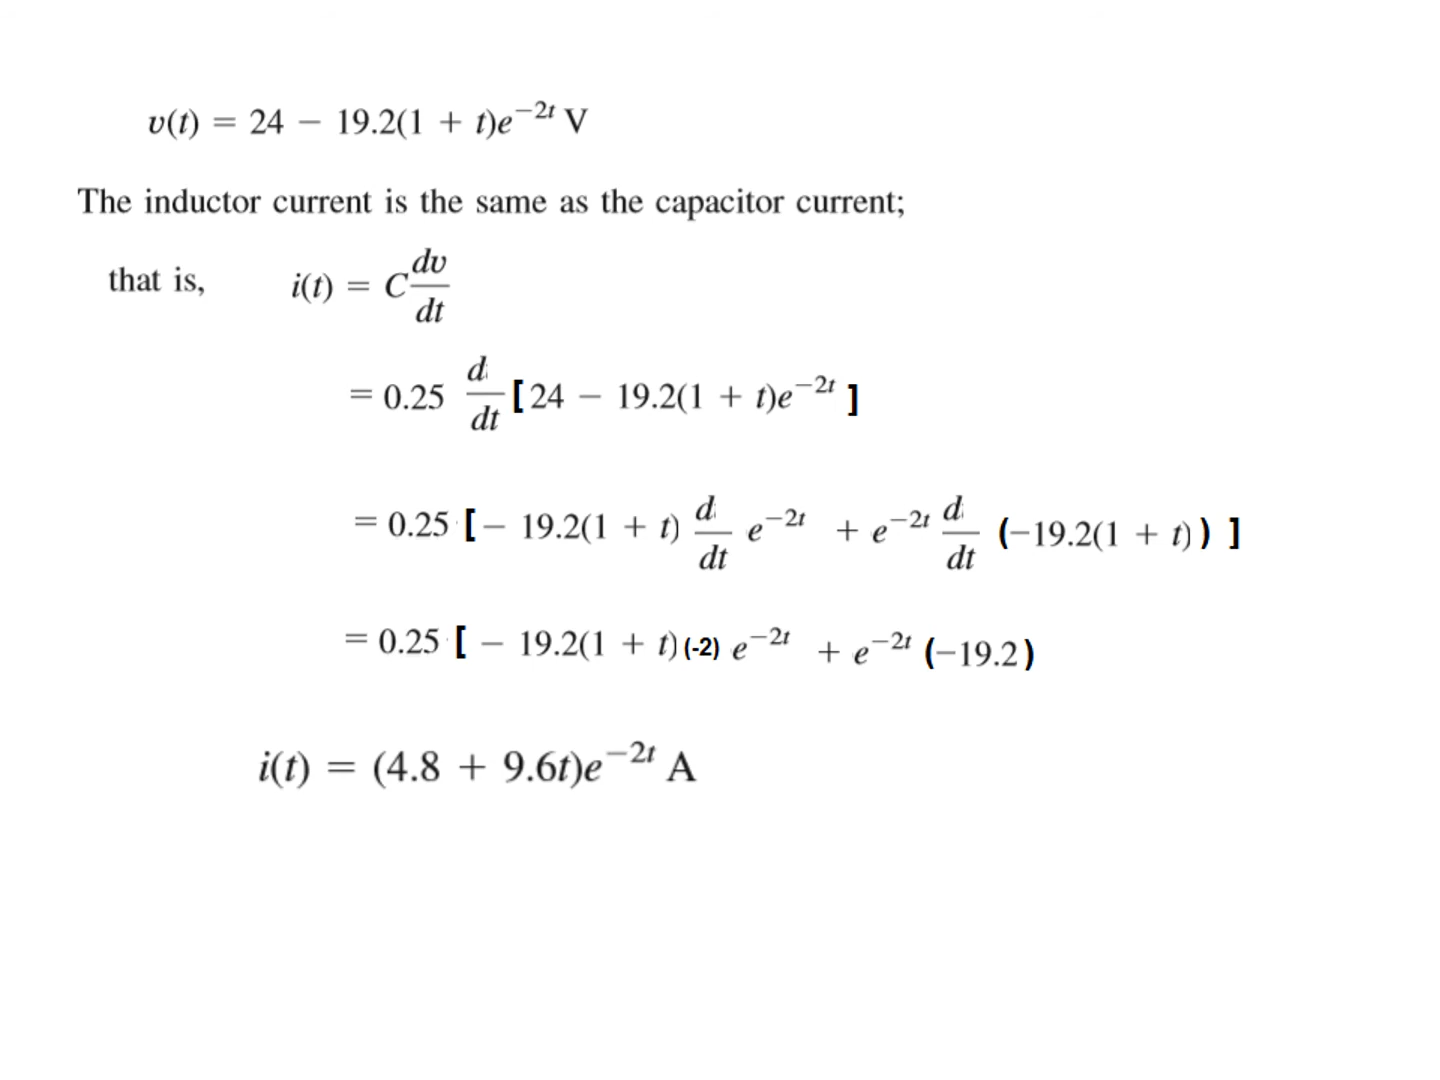 v(t) = 24 − 19.2(1 + t)e⁻²ᵗ V
The inductor current is the same as the capacitor current;
that is, i(t) = C dv/dt
= 0.25 d/dt [ 24 − 19.2(1 + t)e⁻²ᵗ ]
= 0.25 [ − 19.2(1 + t) d/dt e⁻²ᵗ + e⁻²ᵗ d/dt (−19.2(1 + t)) ]
= 0.25 [ − 19.2(1 + t)(-2) e⁻²ᵗ + e⁻²ᵗ (−19.2)
i(t) = (4.8 + 9.6t)e⁻²ᵗ A